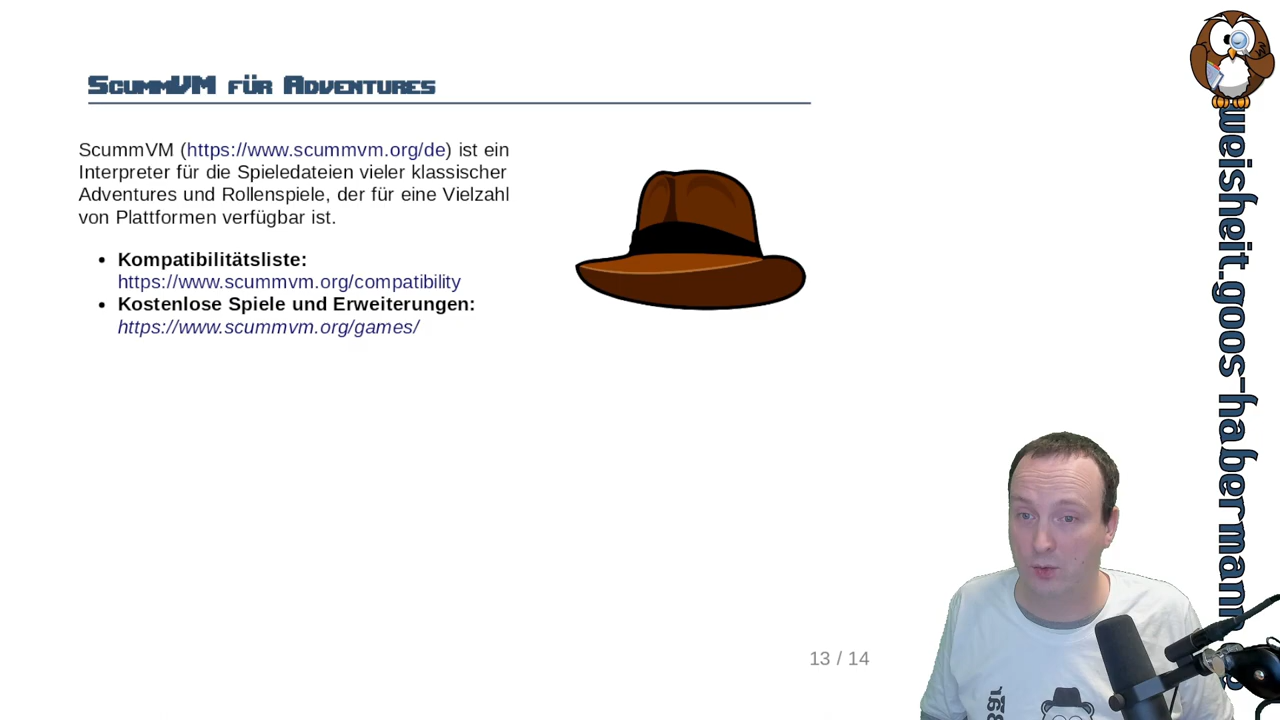 ScummVM für Adventures
ScummVM (https://www.scummvm.org/de) ist ein
Interpreter für die Spieledateien vieler klassischer
Adventures und Rollenspiele, der für eine Vielzahl
von Plattformen verfügbar ist.
• Kompatibilitätsliste:
https://www.scummvm.org/compatibility
• Kostenlose Spiele und Erweiterungen:
https://www.scummvm.org/games/
13 / 14
weisheit.goos-habermann